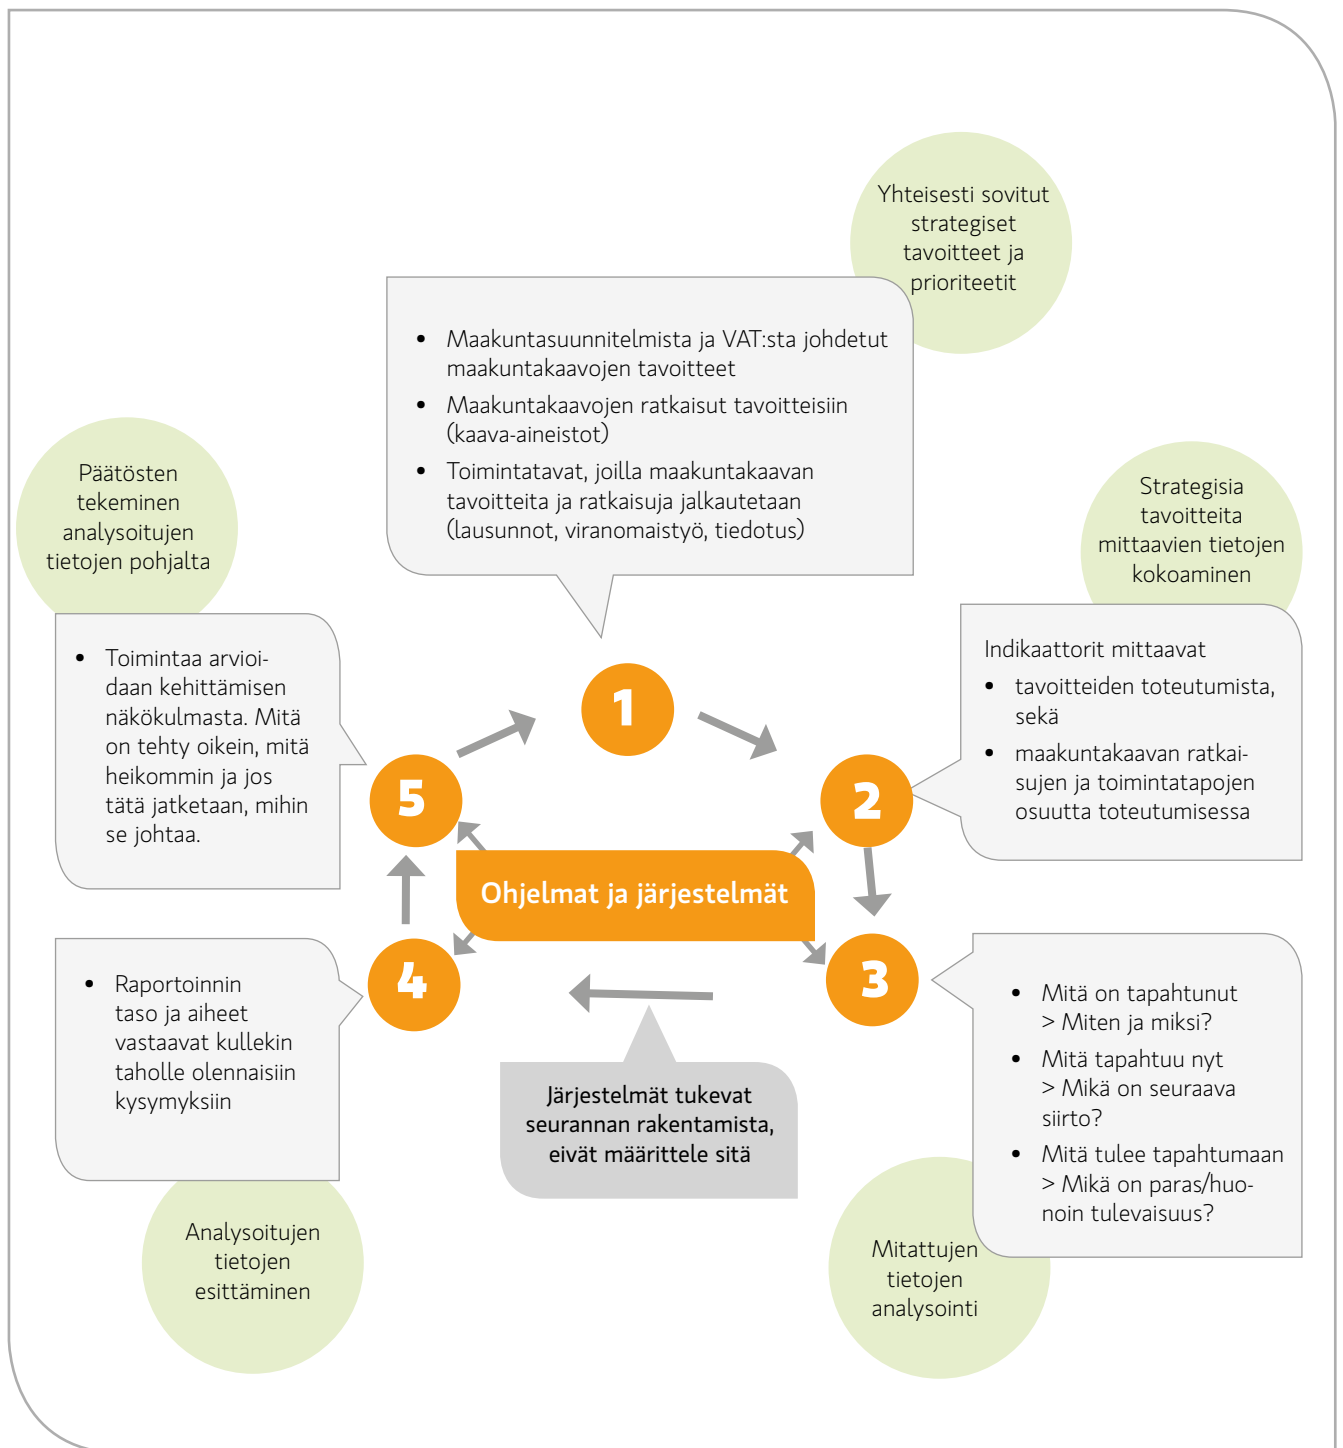 Yhteisesti sovitut
strategiset
tavoitteet ja
prioriteetit
• Maakuntasuunnitelmista ja VAT:sta johdetut
maakuntakaavojen tavoitteet
• Maakuntakaavojen ratkaisut tavoitteisiin
(kaava-aineistot)
• Toimintatavat, joilla maakuntakaavan
tavoitteita ja ratkaisuja jalkautetaan
(lausunnot, viranomaistyö, tiedotus)
1
Strategisia
tavoitteita
mittaavien tietojen
kokoaminen
Indikaattorit mittaavat
• tavoitteiden toteutumista,
sekä
• maakuntakaavan ratkai-
sujen ja toimintatapojen
osuutta toteutumisessa
2
3
• Mitä on tapahtunut
> Miten ja miksi?
• Mitä tapahtuu nyt
> Mikä on seuraava
siirto?
• Mitä tulee tapahtumaan
> Mikä on paras/huo-
noin tulevaisuus?
Mitattujen
tietojen
analysointi
4
• Raportoinnin
taso ja aiheet
vastaavat kullekin
taholle olennaisiin
kysymyksiin
Analysoitujen
tietojen
esittäminen
Päätösten
tekeminen
analysoitujen
tietojen pohjalta
• Toimintaa arvioi-
daan kehittämisen
näkökulmasta. Mitä
on tehty oikein, mitä
heikommin ja jos
tätä jatketaan, mihin
se johtaa.
5
Ohjelmat ja järjestelmät
Järjestelmät tukevat
seurannan rakentamista,
eivät määrittele sitä